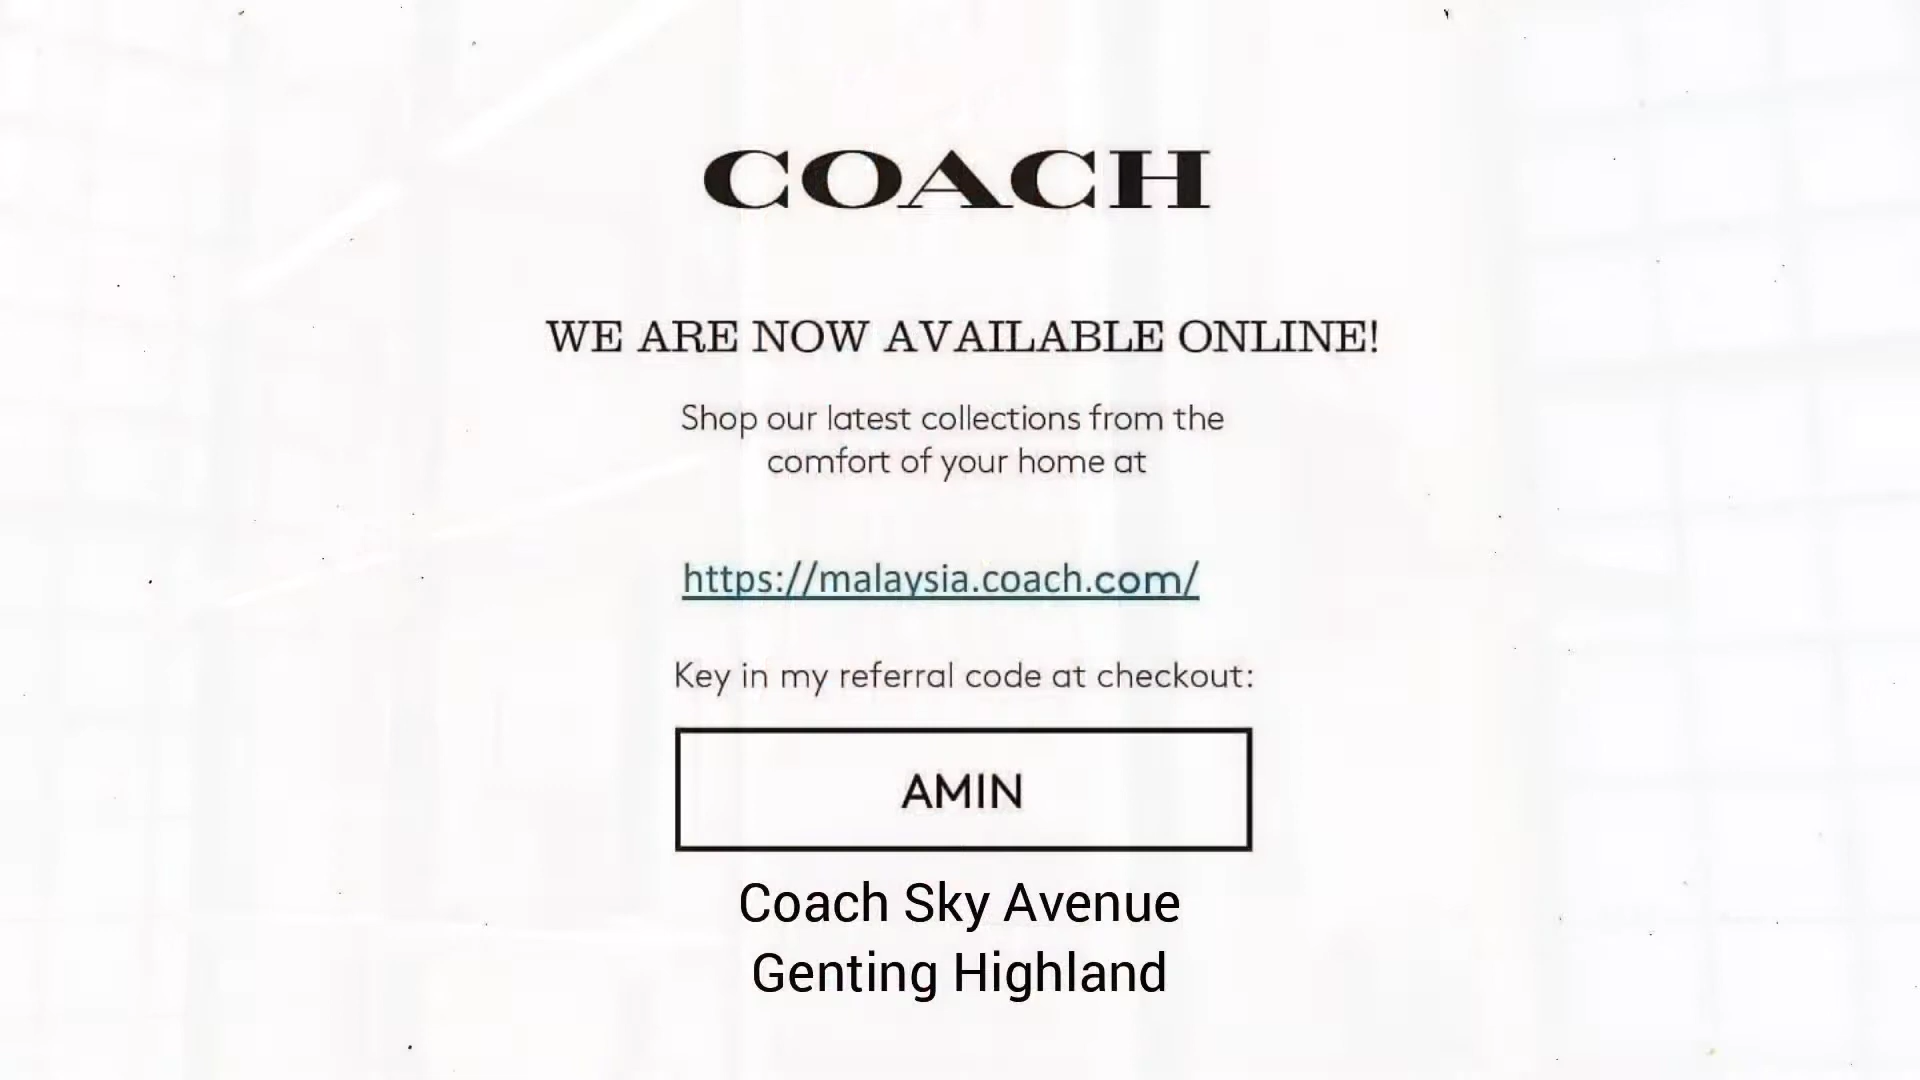 COACH
WE ARE NOW AVAILABLE ONLINE!
Shop our latest collections from the
comfort of your home at
https://malaysia.coach.com/
Key in my referral code at checkout:
AMIN
Coach Sky Avenue
Genting Highland